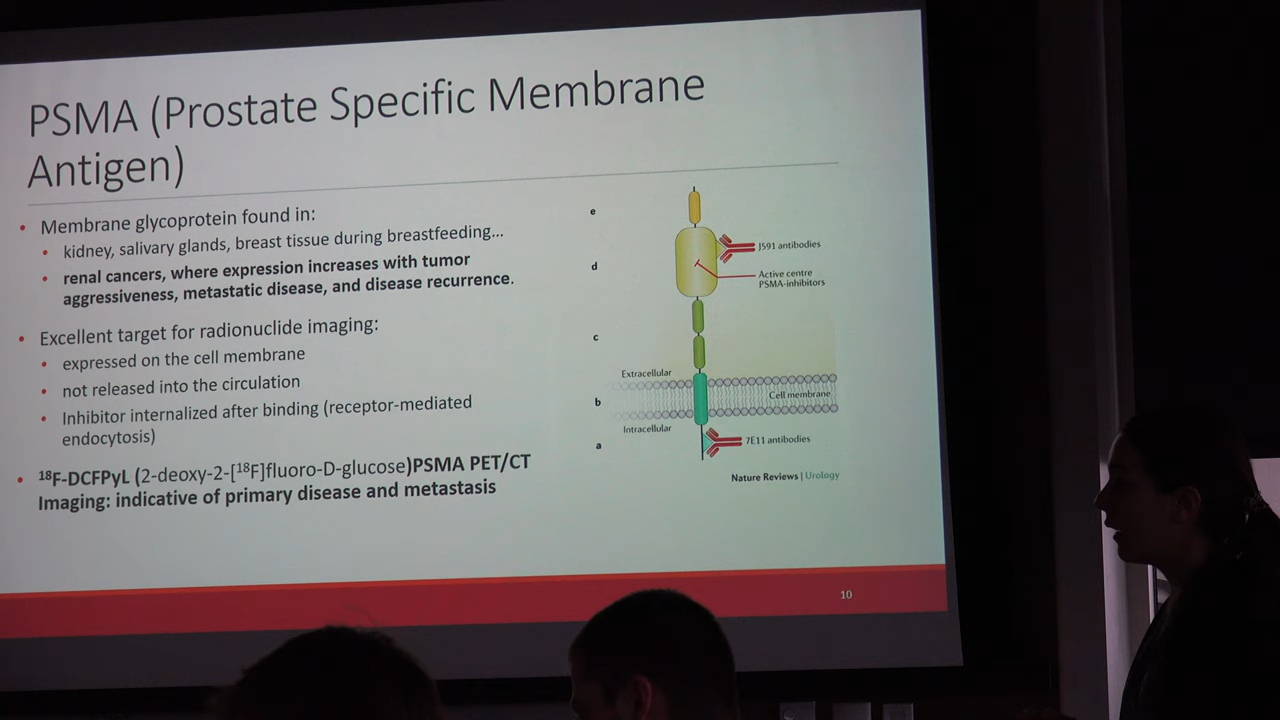 PSMA (Prostate Specific Membrane
Antigen)
• Membrane glycoprotein found in:
• kidney, salivary glands, breast tissue during breastfeeding...
• renal cancers, where expression increases with tumor
aggressiveness, metastatic disease, and disease recurrence.
• Excellent target for radionuclide imaging:
• expressed on the cell membrane
• not released into the circulation
• Inhibitor internalized after binding (receptor-mediated
endocytosis)
• ¹⁸F-DCFPyL (2-deoxy-2-[¹⁸F]fluoro-D-glucose)PSMA PET/CT
Imaging: indicative of primary disease and metastasis
e
J591 antibodies
d
Active centre
PSMA-inhibitors
c
Extracellular
Cell membrane
b
Intracellular
a
7E11 antibodies
Nature Reviews | Urology
10